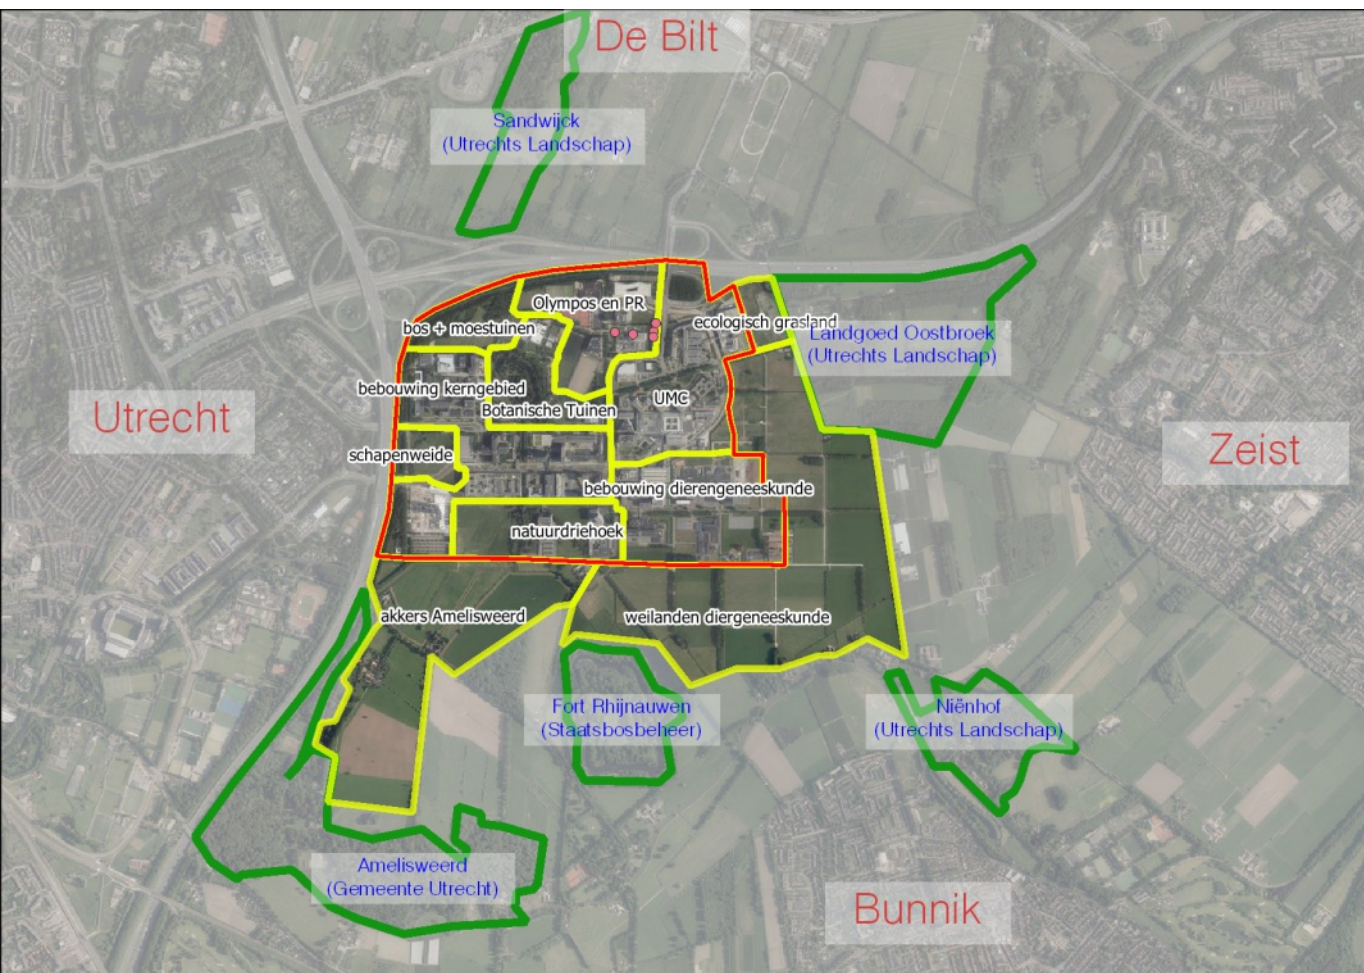 De Bilt
Sandwijck
(Utrechts Landschap)
Olympos en PR
bos + moestuinen
ecologisch grasland
Landgoed Oostbroek
(Utrechts Landschap)
bebouwing kerngebied
UMC
Botanische Tuinen
Utrecht
Zeist
schapenweide
bebouwing dierengeneeskunde
natuurdriehoek
akkers Amelisweerd
weilanden diergeneeskunde
Fort Rhijnauwen
(Staatsbosbeheer)
Niënhof
(Utrechts Landschap)
Amelisweerd
(Gemeente Utrecht)
Bunnik